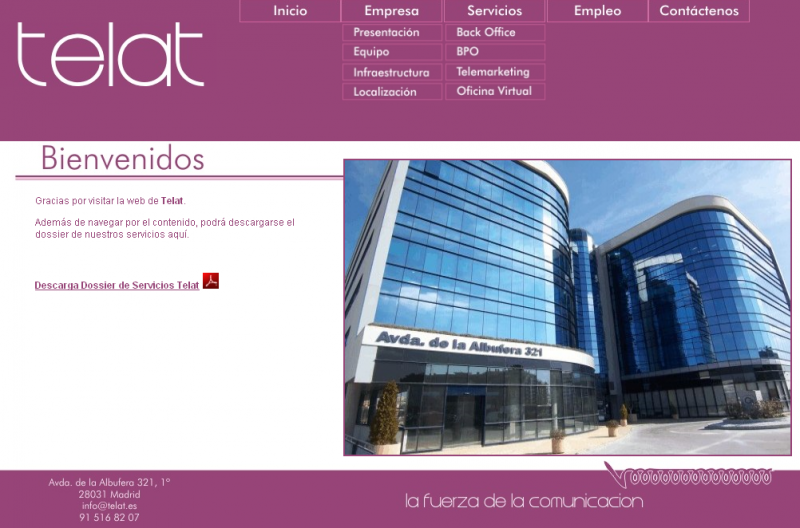 telat
Inicio
Empresa
Servicios
Empleo
Contáctenos
Presentación
Equipo
Infraestructura
Localización
Back Office
BPO
Telemarketing
Oficina Virtual
Bienvenidos
Gracias por visitar la web de Telat.
Además de navegar por el contenido, podrá descargarse el
dossier de nuestros servicios aquí.
Descarga Dossier de Servicios Telat
Avda. de la Albufera 321
Avda. de la Albufera 321, 1º
28031 Madrid
info@telat.es
91 516 82 07
la fuerza de la comunicacion